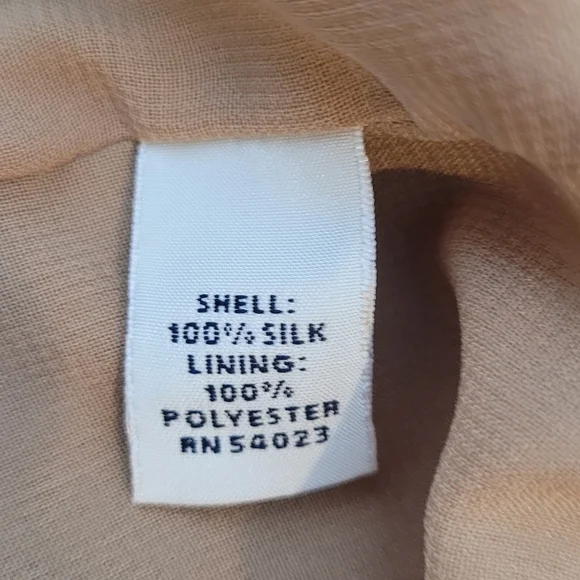 SHELL:
100% SILK
LINING:
100%
POLYESTER
RN54023